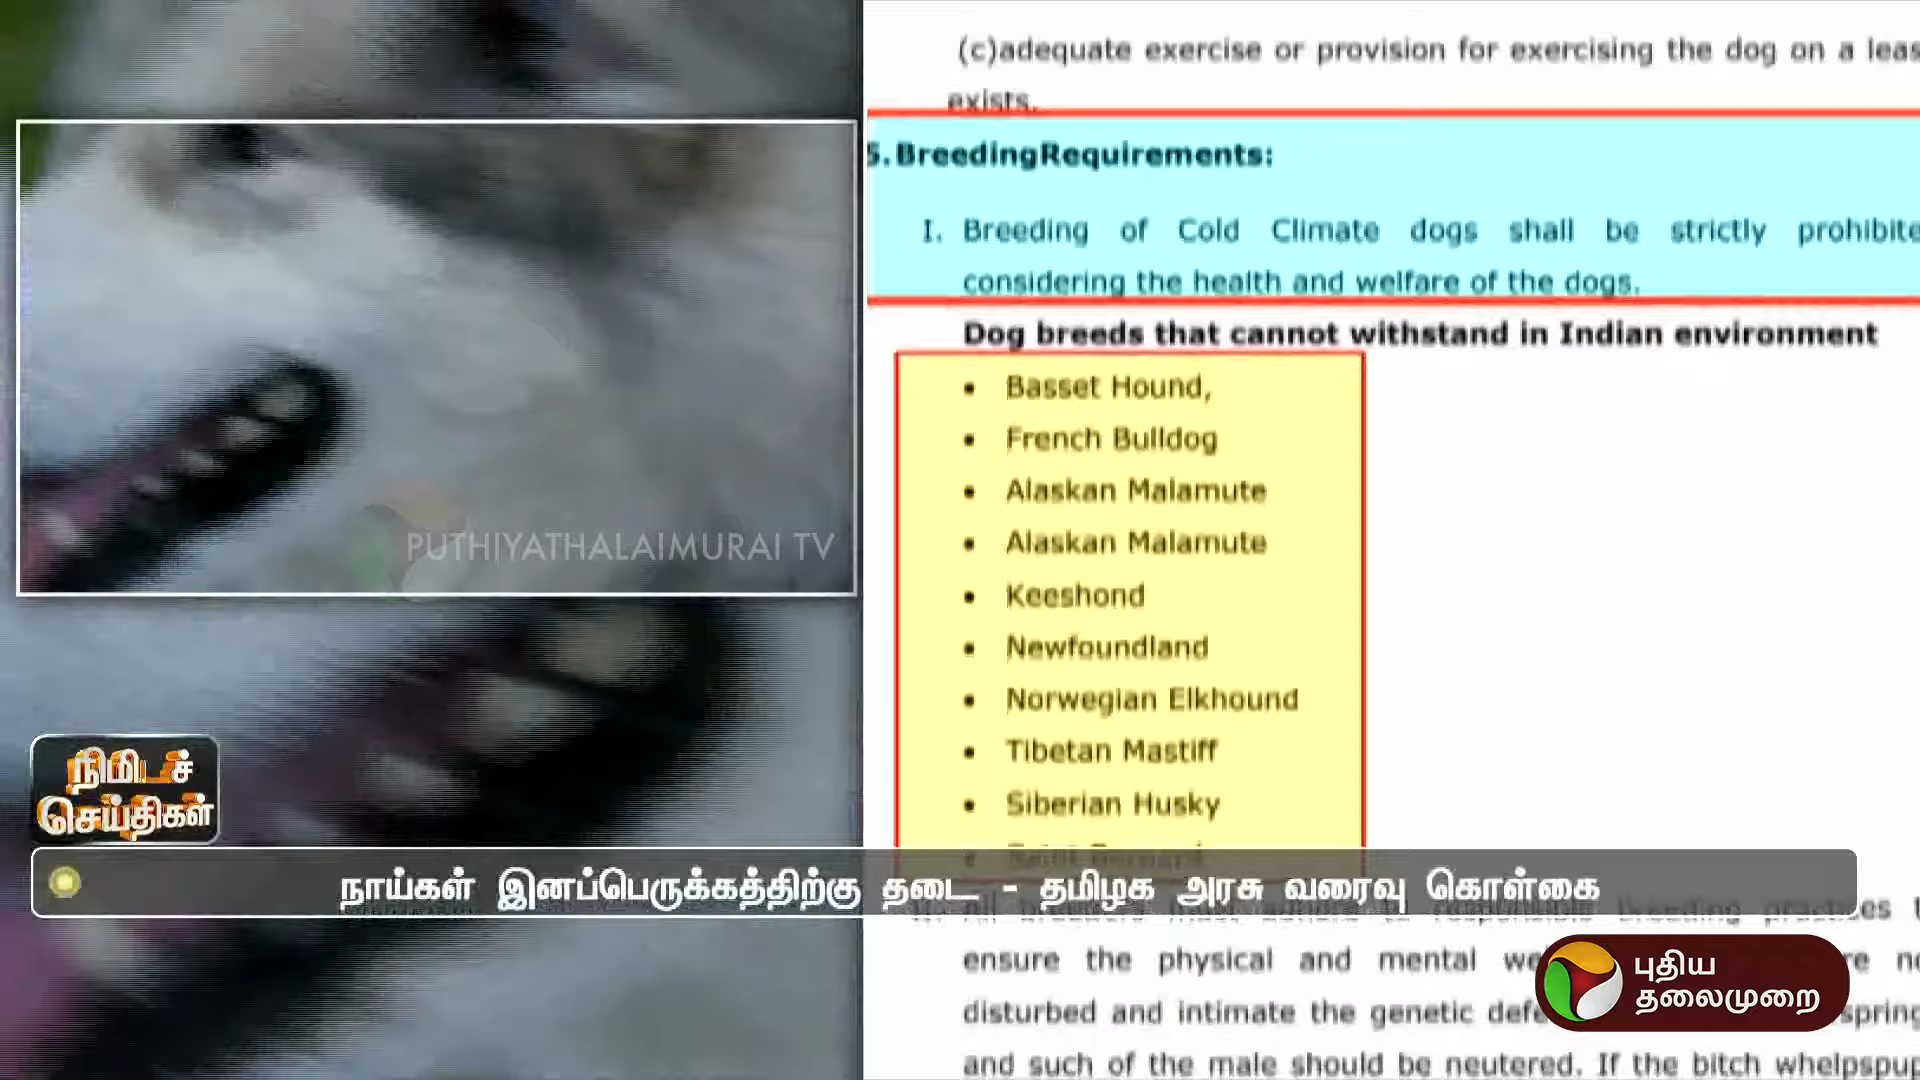 (c)adequate exercise or provision for exercising the dog on a leas
exists.
5.BreedingRequirements:
I. Breeding of Cold Climate dogs shall be strictly prohibite
considering the health and welfare of the dogs.
Dog breeds that cannot withstand in Indian environment
• Basset Hound,
• French Bulldog
• Alaskan Malamute
• Alaskan Malamute
• Keeshond
• Newfoundland
• Norwegian Elkhound
• Tibetan Mastiff
• Siberian Husky
PUTHIYATHALAIMURAI TV
நிமிடச்
செய்திகள்
நாய்கள் இனப்பெருக்கத்திற்கு தடை - தமிழக அரசு வரைவு கொள்கை
ensure the physical and mental
disturbed and intimate the genetic
and such of the male should be neutered. If the bitch whelpspup
புதிய
தலைமுறை